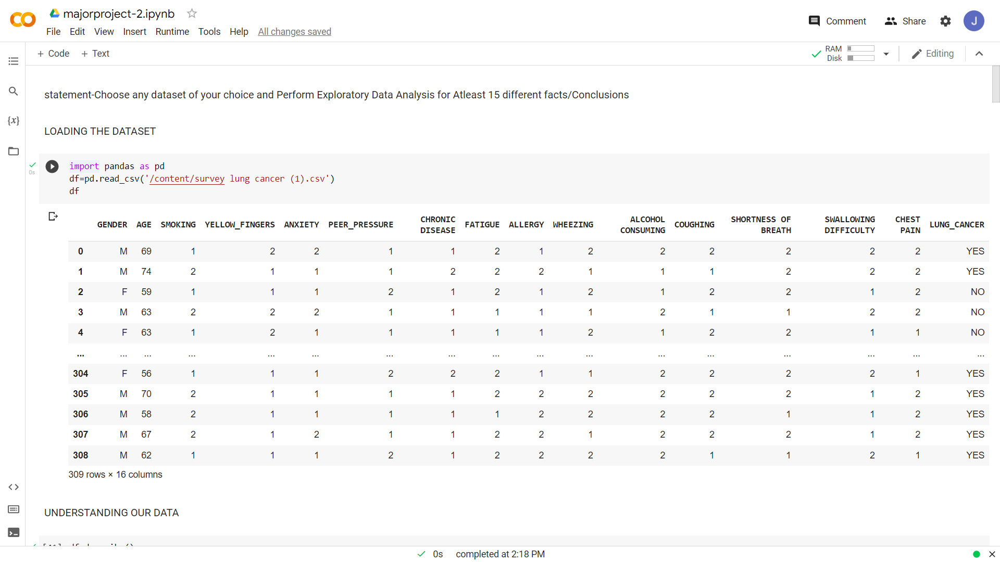 majorproject-2.ipynb
File Edit View Insert Runtime Tools Help All changes saved
Comment Share J
+ Code + Text
RAM
Disk
Editing
statement-Choose any dataset of your choice and Perform Exploratory Data Analysis for Atleast 15 different facts/Conclusions
LOADING THE DATASET
0s
import pandas as pd
df=pd.read_csv('/content/survey lung cancer (1).csv')
df
GENDER AGE SMOKING YELLOW_FINGERS ANXIETY PEER_PRESSURE CHRONIC DISEASE FATIGUE ALLERGY WHEEZING ALCOHOL CONSUMING COUGHING SHORTNESS OF BREATH SWALLOWING DIFFICULTY CHEST PAIN LUNG_CANCER
0 M 69 1 2 2 1 1 2 1 2 2 2 2 2 2 YES
1 M 74 2 1 1 1 2 2 2 1 1 1 2 2 2 YES
2 F 59 1 1 1 2 1 2 1 2 1 2 2 1 2 NO
3 M 63 2 2 2 1 1 1 1 1 2 1 1 2 2 NO
4 F 63 1 2 1 1 1 1 1 2 1 2 2 1 1 NO
... ... ... ... ... ... ... ... ... ... ... ... ... ... ... ... ...
304 F 56 1 1 1 2 2 2 1 1 2 2 2 2 1 YES
305 M 70 2 1 1 1 1 2 2 2 2 2 2 1 2 YES
306 M 58 2 1 1 1 1 1 2 2 2 2 1 1 2 YES
307 M 67 2 1 2 1 1 2 2 1 2 2 2 1 2 YES
308 M 62 1 1 1 2 1 2 2 2 2 1 1 2 1 YES
309 rows × 16 columns
UNDERSTANDING OUR DATA
0s completed at 2:18 PM